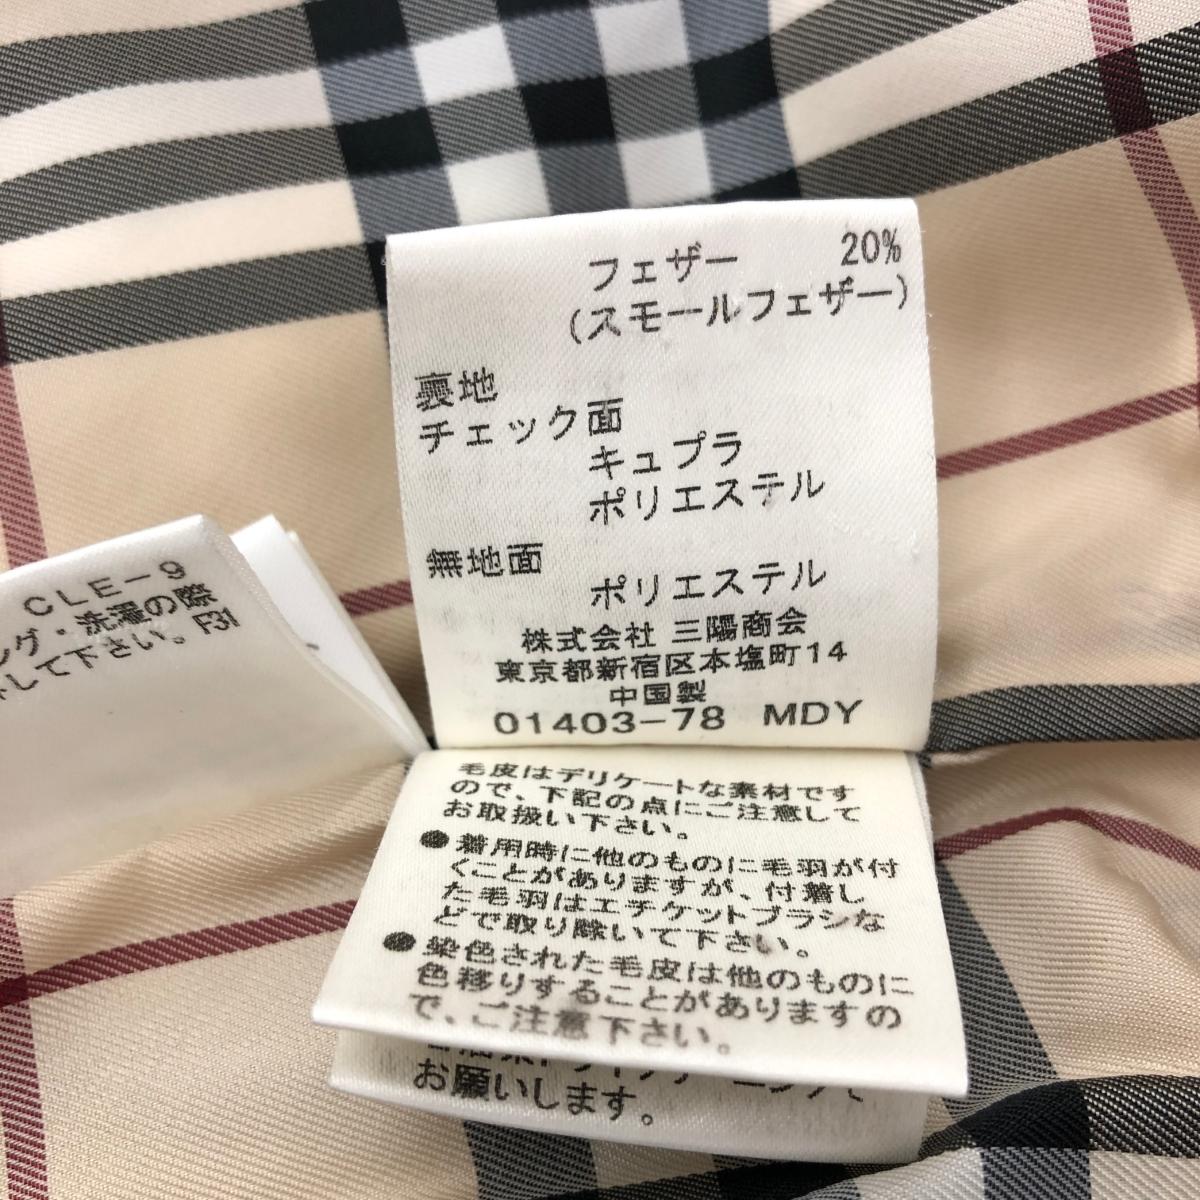 フェザー 20%
(スモールフェザー)
裏地
チェック面
キュプラ
ポリエステル
無地面
ポリエステル
株式会社 三陽商会
東京都新宿区本塩町14
中国製
01403-78 MDY
CLE-9
ング・洗濯の際
して下さい。F31
毛皮はデリケートな素材です
ので、下記の点にご注意して
お取扱い下さい。
●着用時に他のものに毛羽が付
くことがありますが、付着し
た毛羽はエチケットブラシな
どで取り除いて下さい。
●染色された毛皮は他のものに
色移りすることがありますの
で、ご注意下さい。
お願いします。